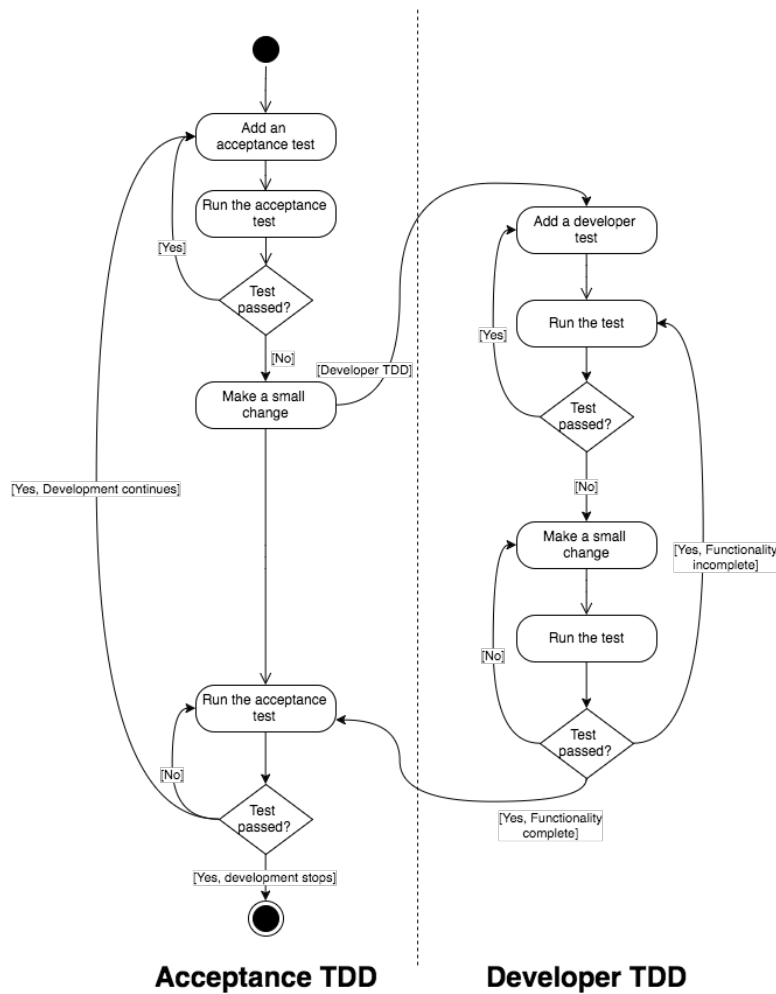 Add an
acceptance test
Run the acceptance
test
[Yes]
Test
passed?
[No]
Make a small
change
[Developer TDD]
[Yes, Development continues]
Run the acceptance
test
[No]
Test
passed?
[Yes, development stops]
Acceptance TDD
Add a developer
test
Run the test
[Yes]
Test
passed?
[No]
Make a small
change
[Yes, Functionality
incomplete]
Run the test
[No]
Test
passed?
[Yes, Functionality
complete]
Developer TDD